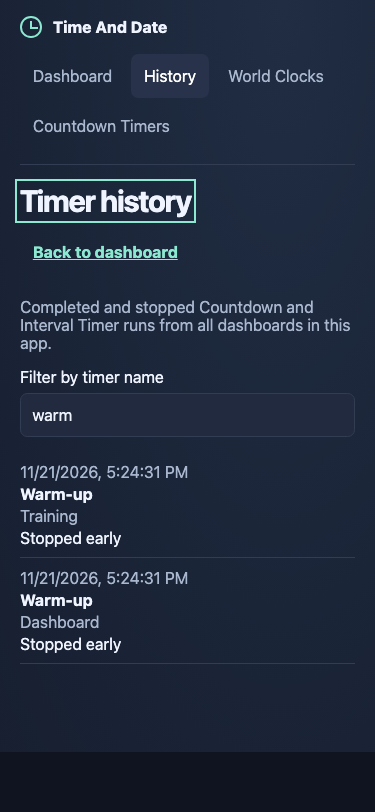 Time And Date
Dashboard
History
World Clocks
Countdown Timers
Timer history
Back to dashboard
Completed and stopped Countdown and
Interval Timer runs from all dashboards in this
app.
Filter by timer name
warm
11/21/2026, 5:24:31 PM
Warm-up
Training
Stopped early
11/21/2026, 5:24:31 PM
Warm-up
Dashboard
Stopped early